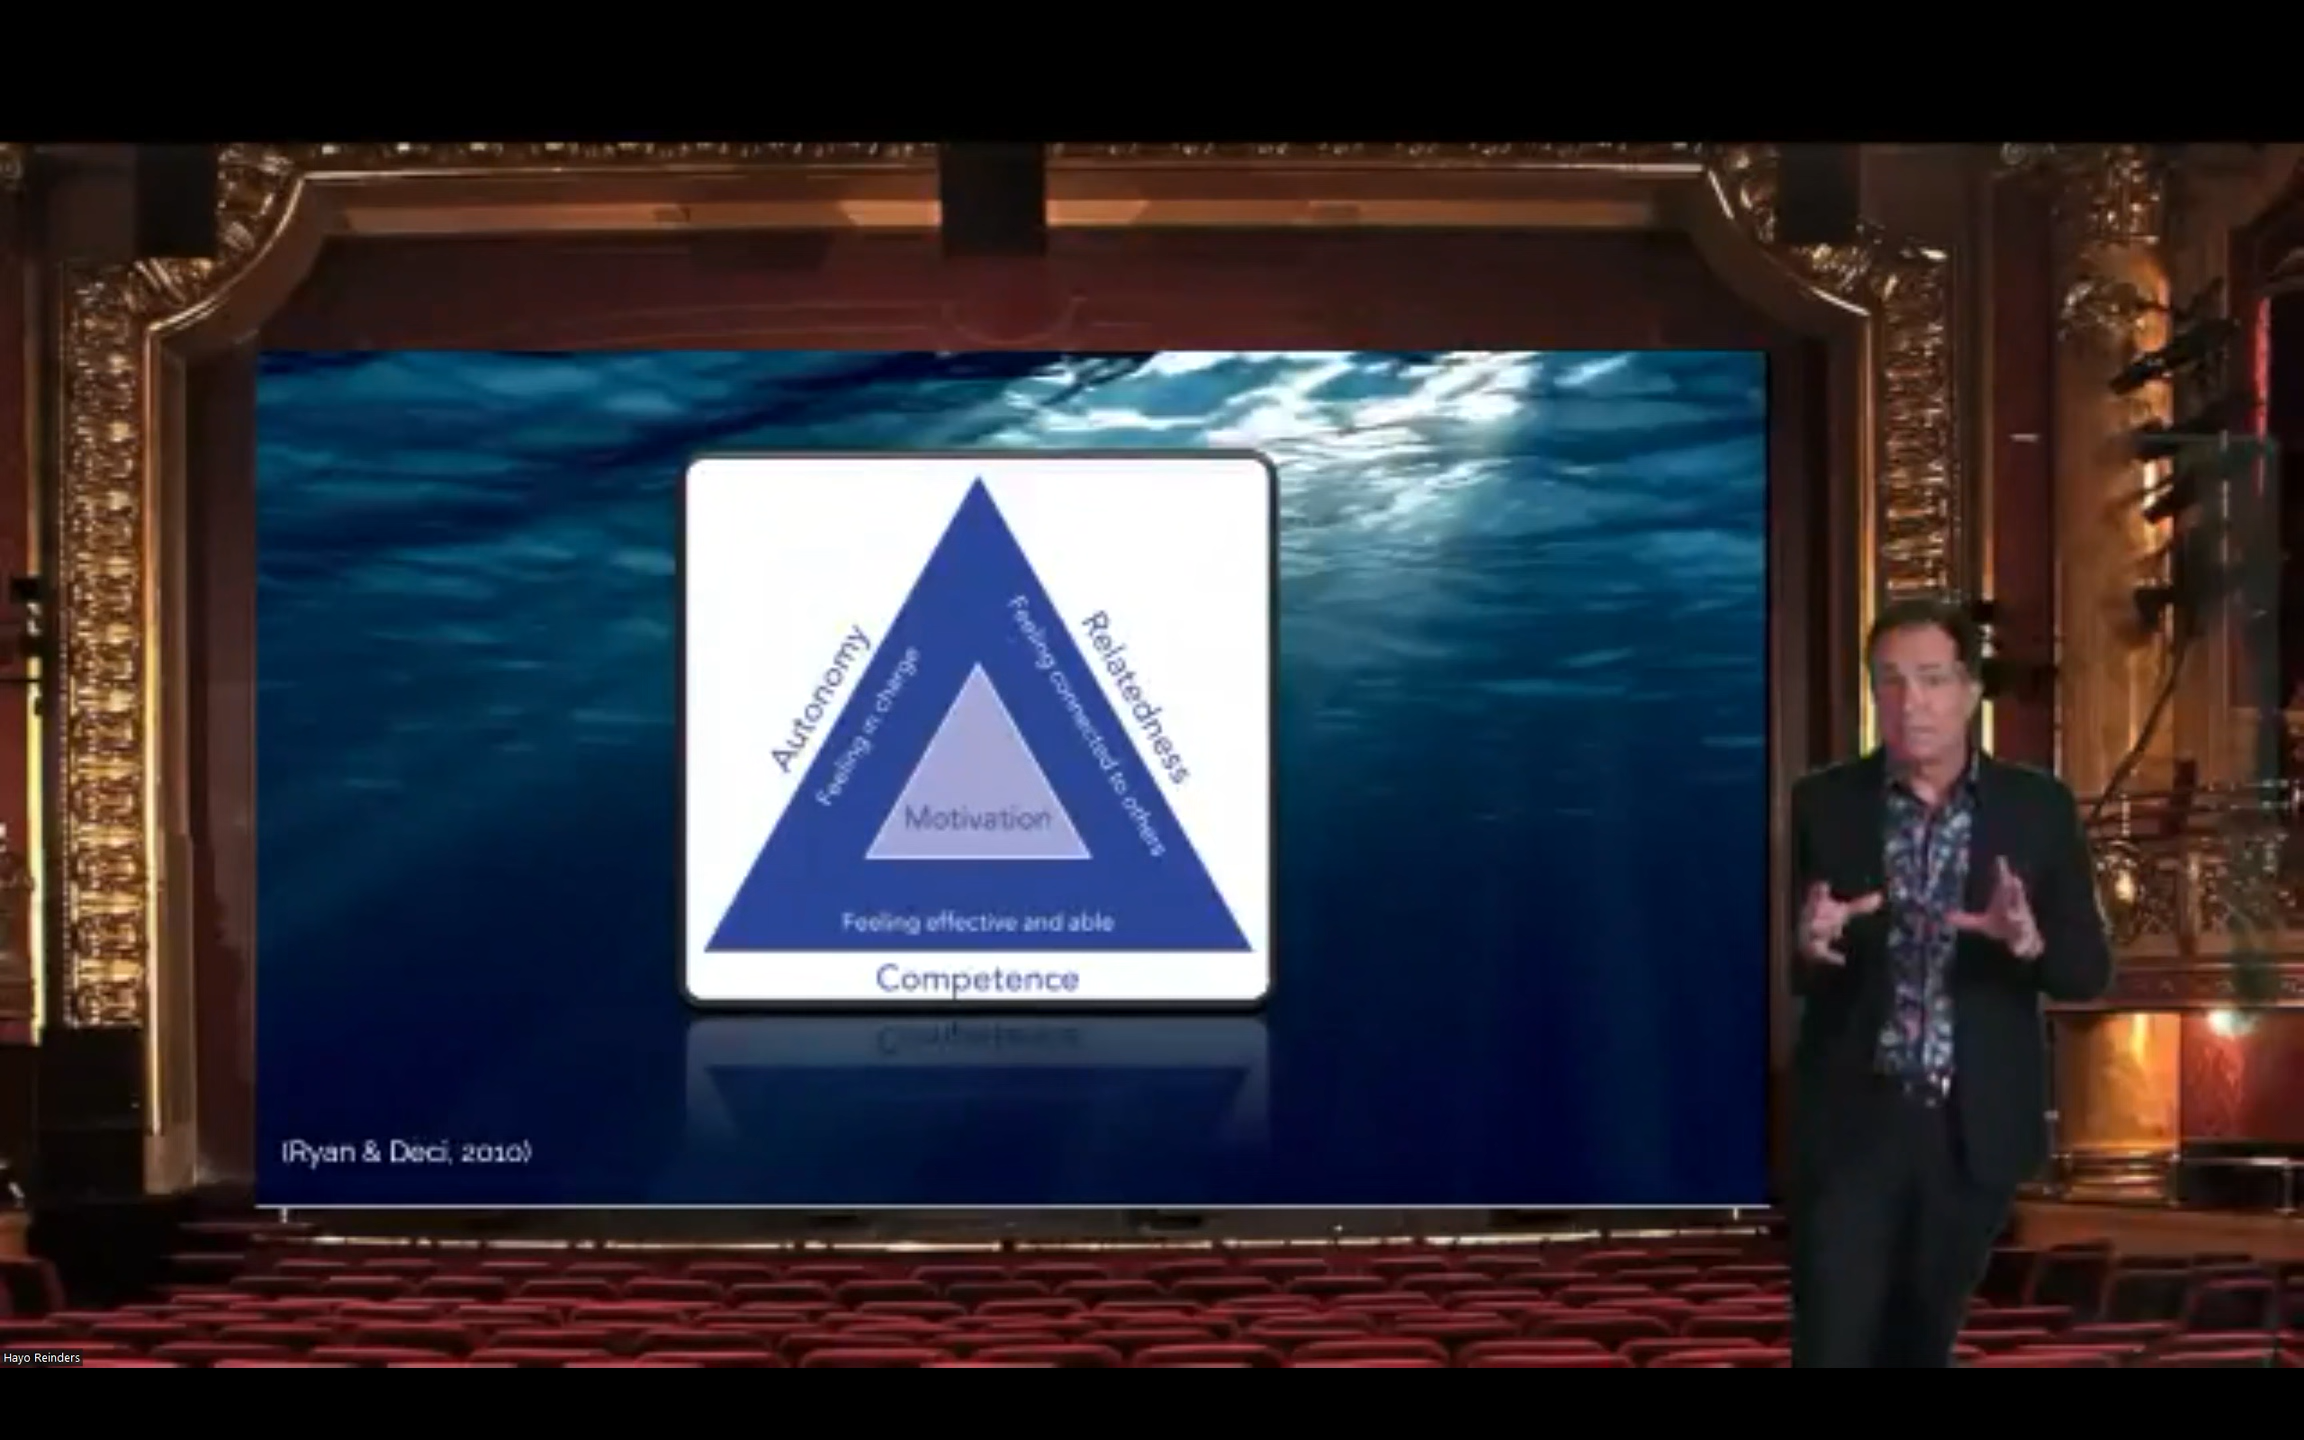 Autonomy
Feeling in charge
Relatedness
Feeling connected to others
Motivation
Feeling effective and able
Competence
(Ryan & Deci, 2010)
Hayo Reinders